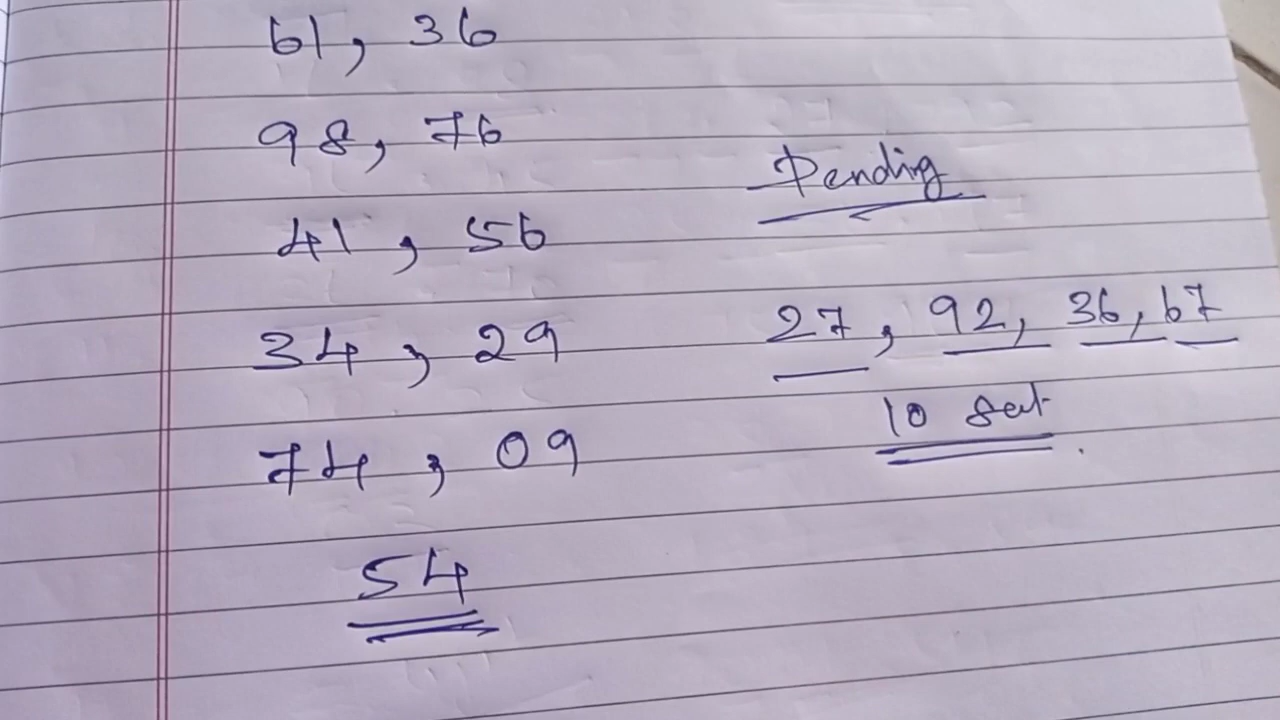 61, 36
98, 76
41, 56
34, 29
74, 09
54
Pending
27, 92, 36, 67
10 Set